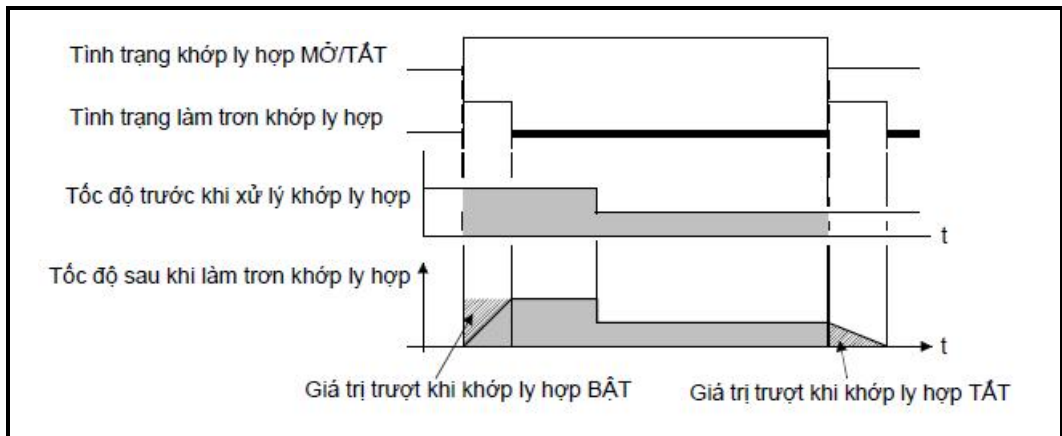 Tình trạng khớp ly hợp MỞ/TẮT
Tình trạng làm trơn khớp ly hợp
Tốc độ trước khi xử lý khớp ly hợp
t
Tốc độ sau khi làm trơn khớp ly hợp
t
Giá trị trượt khi khớp ly hợp BẬT
Giá trị trượt khi khớp ly hợp TẮT